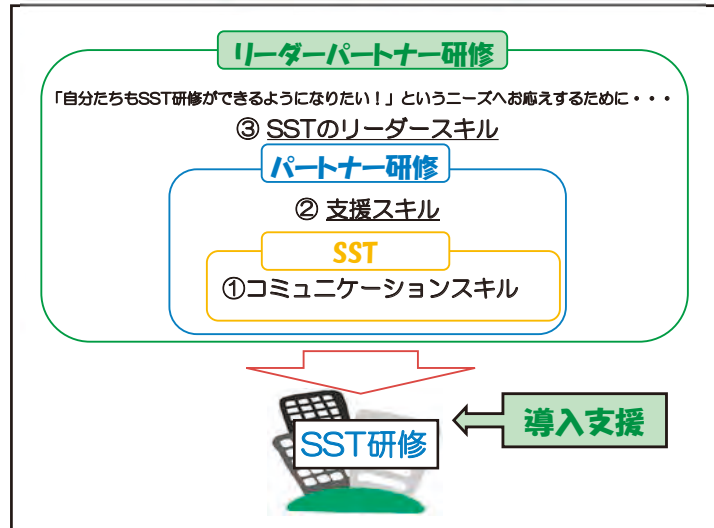 リーダーパートナー研修
「自分たちもSST研修ができるようになりたい！」というニーズへお応えするために・・・
③ SSTのリーダースキル
パートナー研修
② 支援スキル
SST
①コミュニケーションスキル
SST研修
導入支援